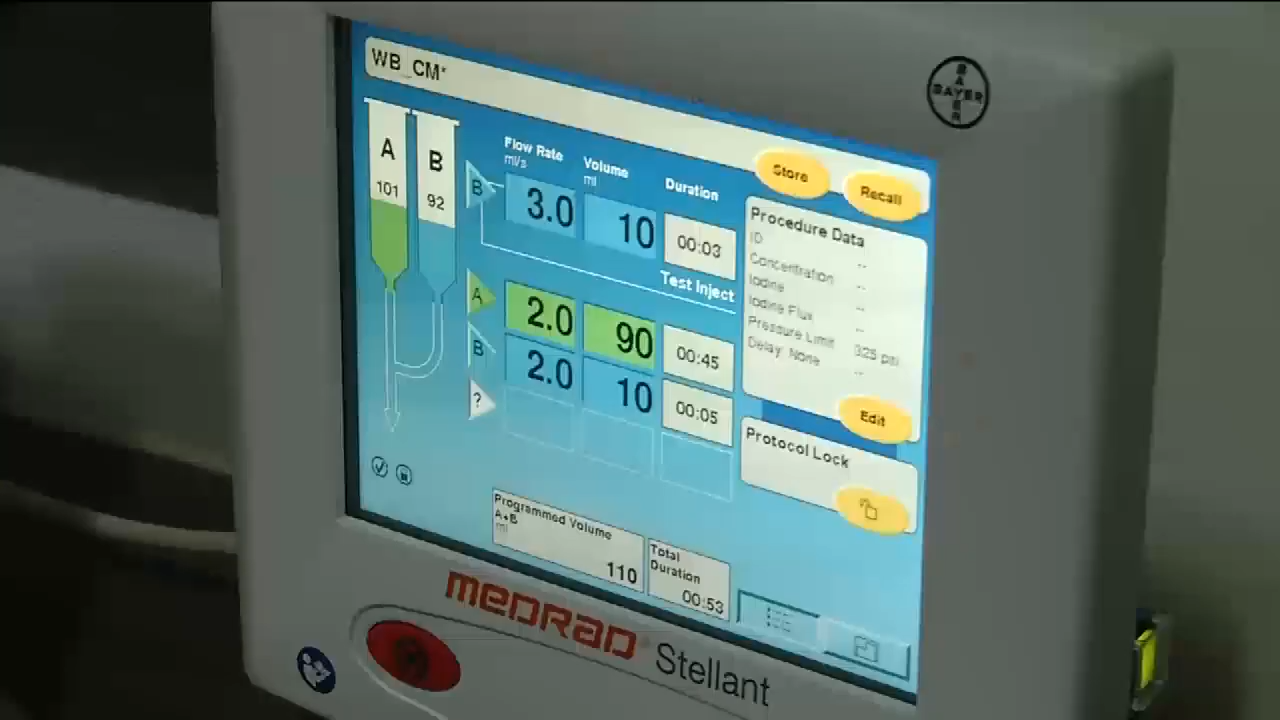 WB_CM*
BAYER
BAYER
A
101
B
92
Flow Rate
ml/s
Volume
ml
Duration
Store
Recall
B
3.0
10
00:03
Test Inject
A
2.0
90
00:45
B
2.0
10
00:05
?
Procedure Data
ID
--
Concentration
--
Iodine
--
Iodine Flux
--
Pressure Limit
325 psi
Delay: None
--
Edit
Protocol Lock
Programmed Volume
A+B
ml
110
Total
Duration
00:53
MEDRAD
Stellant